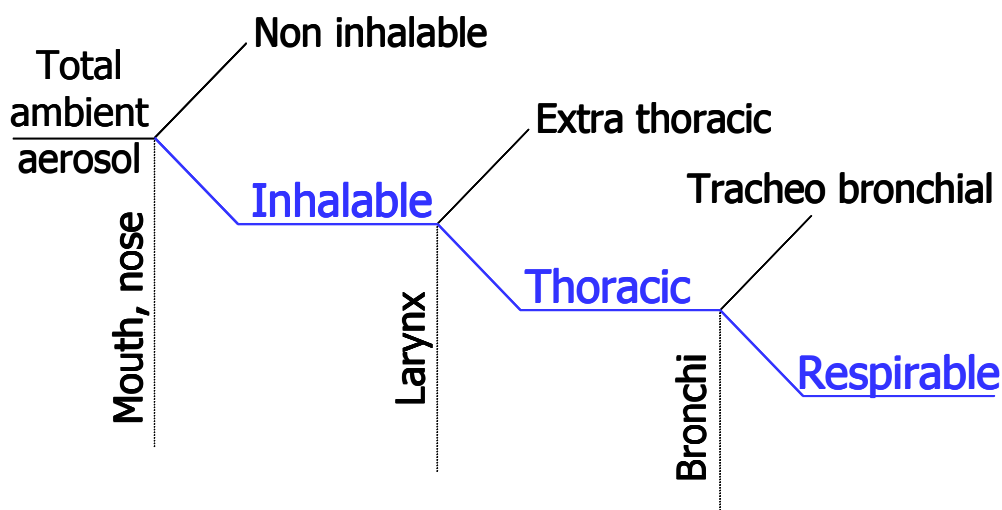 Non inhalable
Total
ambient
aerosol
Extra thoracic
Inhalable
Tracheo bronchial
Mouth, nose
Thoracic
Larynx
Respirable
Bronchi